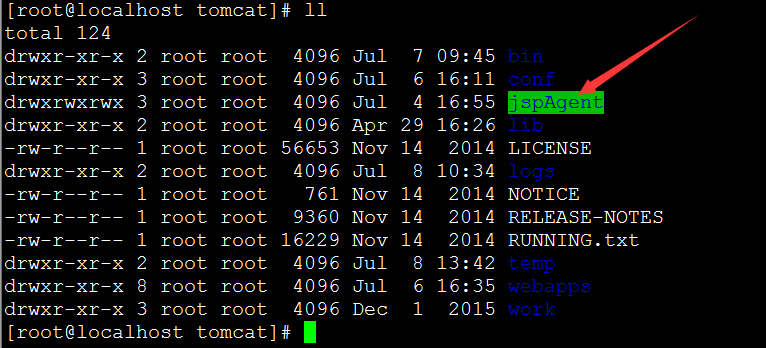 [root@localhost tomcat]# ll
total 124
drwxr-xr-x 2 root root  4096 Jul  7 09:45 bin
drwxr-xr-x 3 root root  4096 Jul  6 16:11 conf
drwxrwxrwx 3 root root  4096 Jul  4 16:55 jspAgent
drwxr-xr-x 2 root root  4096 Apr 29 16:26 lib
-rw-r--r-- 1 root root 56653 Nov 14  2014 LICENSE
drwxr-xr-x 2 root root  4096 Jul  8 10:34 logs
-rw-r--r-- 1 root root   761 Nov 14  2014 NOTICE
-rw-r--r-- 1 root root  9360 Nov 14  2014 RELEASE-NOTES
-rw-r--r-- 1 root root 16229 Nov 14  2014 RUNNING.txt
drwxr-xr-x 2 root root  4096 Jul  8 13:42 temp
drwxr-xr-x 8 root root  4096 Jul  6 16:35 webapps
drwxr-xr-x 3 root root  4096 Dec  1  2015 work
[root@localhost tomcat]#